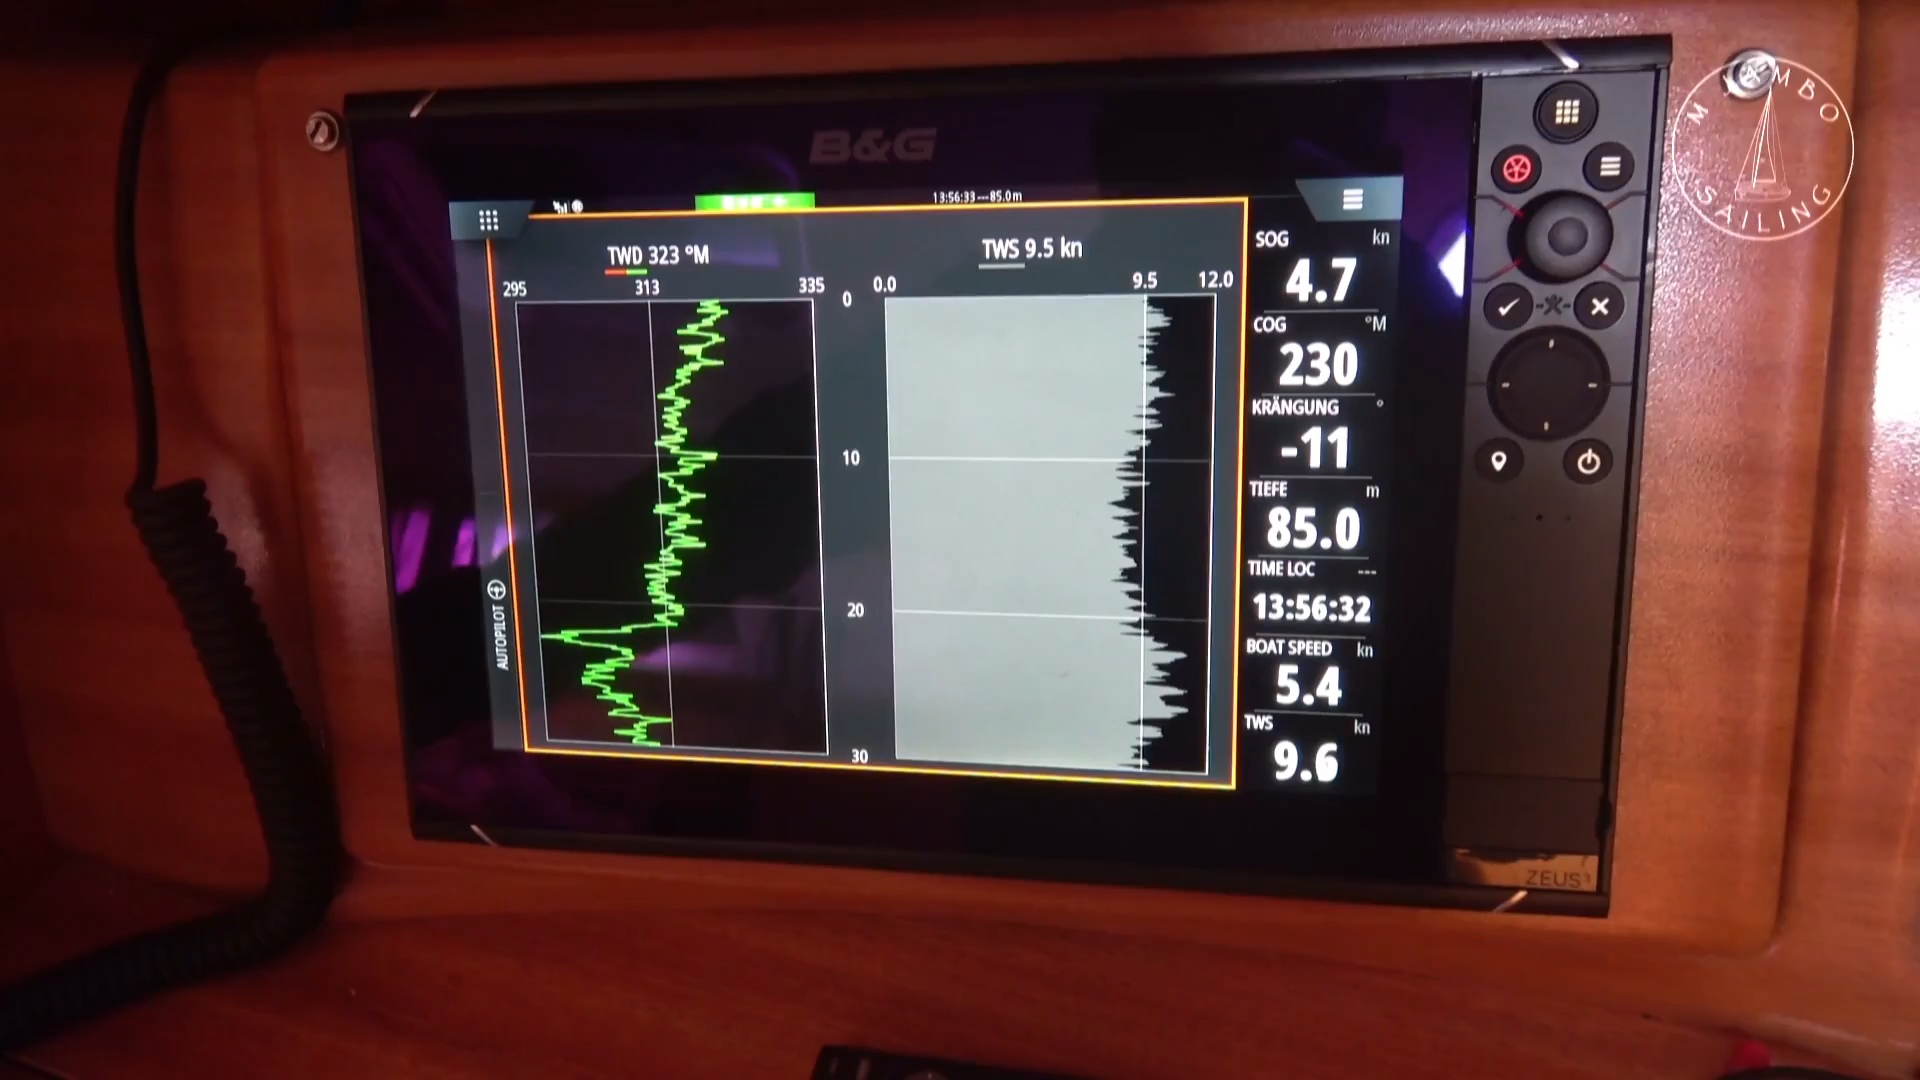 B&G
13:56:33---85.0m
TWD 323 °M
TWS 9.5 kn
295 313 335
0
0.0 9.5 12.0
10
20
30
AUTOPILOT
SOG kn
4.7
COG °M
230
KRÄNGUNG °
-11
TIEFE m
85.0
TIME LOC ---
13:56:32
BOAT SPEED kn
5.4
TWS kn
9.6
ZEUS³
SAILING